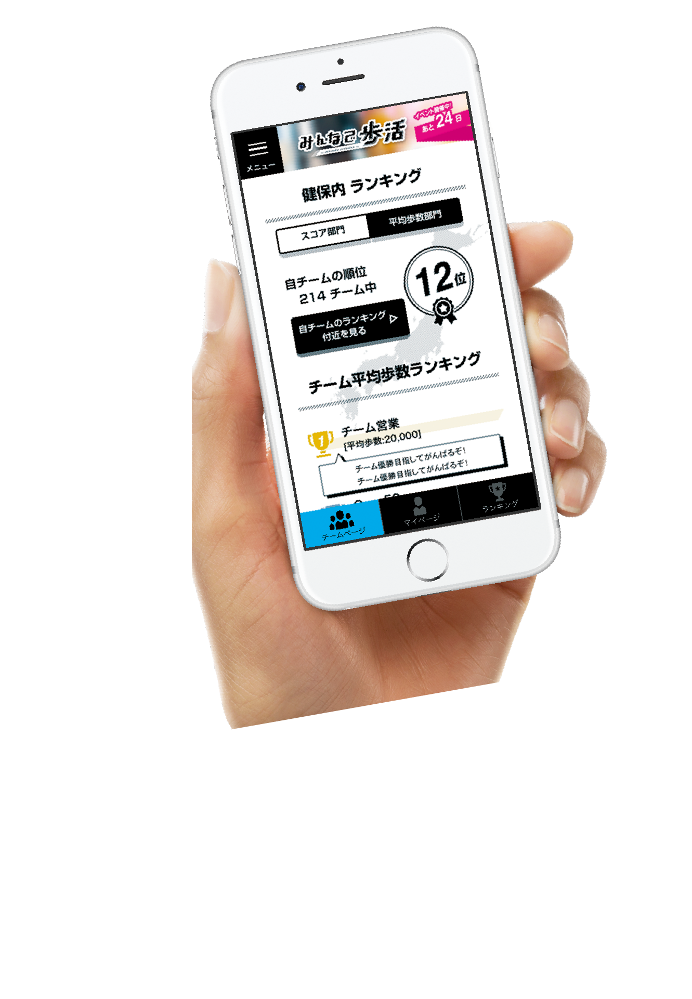 メニュー
みんなで歩活
イベント開催中!
あと24日
健保内 ランキング
スコア部門
平均歩数部門
自チームの順位
214 チーム中
12位
自チームのランキング
付近を見る
チーム平均歩数ランキング
1
チーム営業
[平均歩数:20,000]
チーム優勝目指してがんばるぞ!
チーム優勝目指してがんばるぞ!
チームページ
マイページ
ランキング